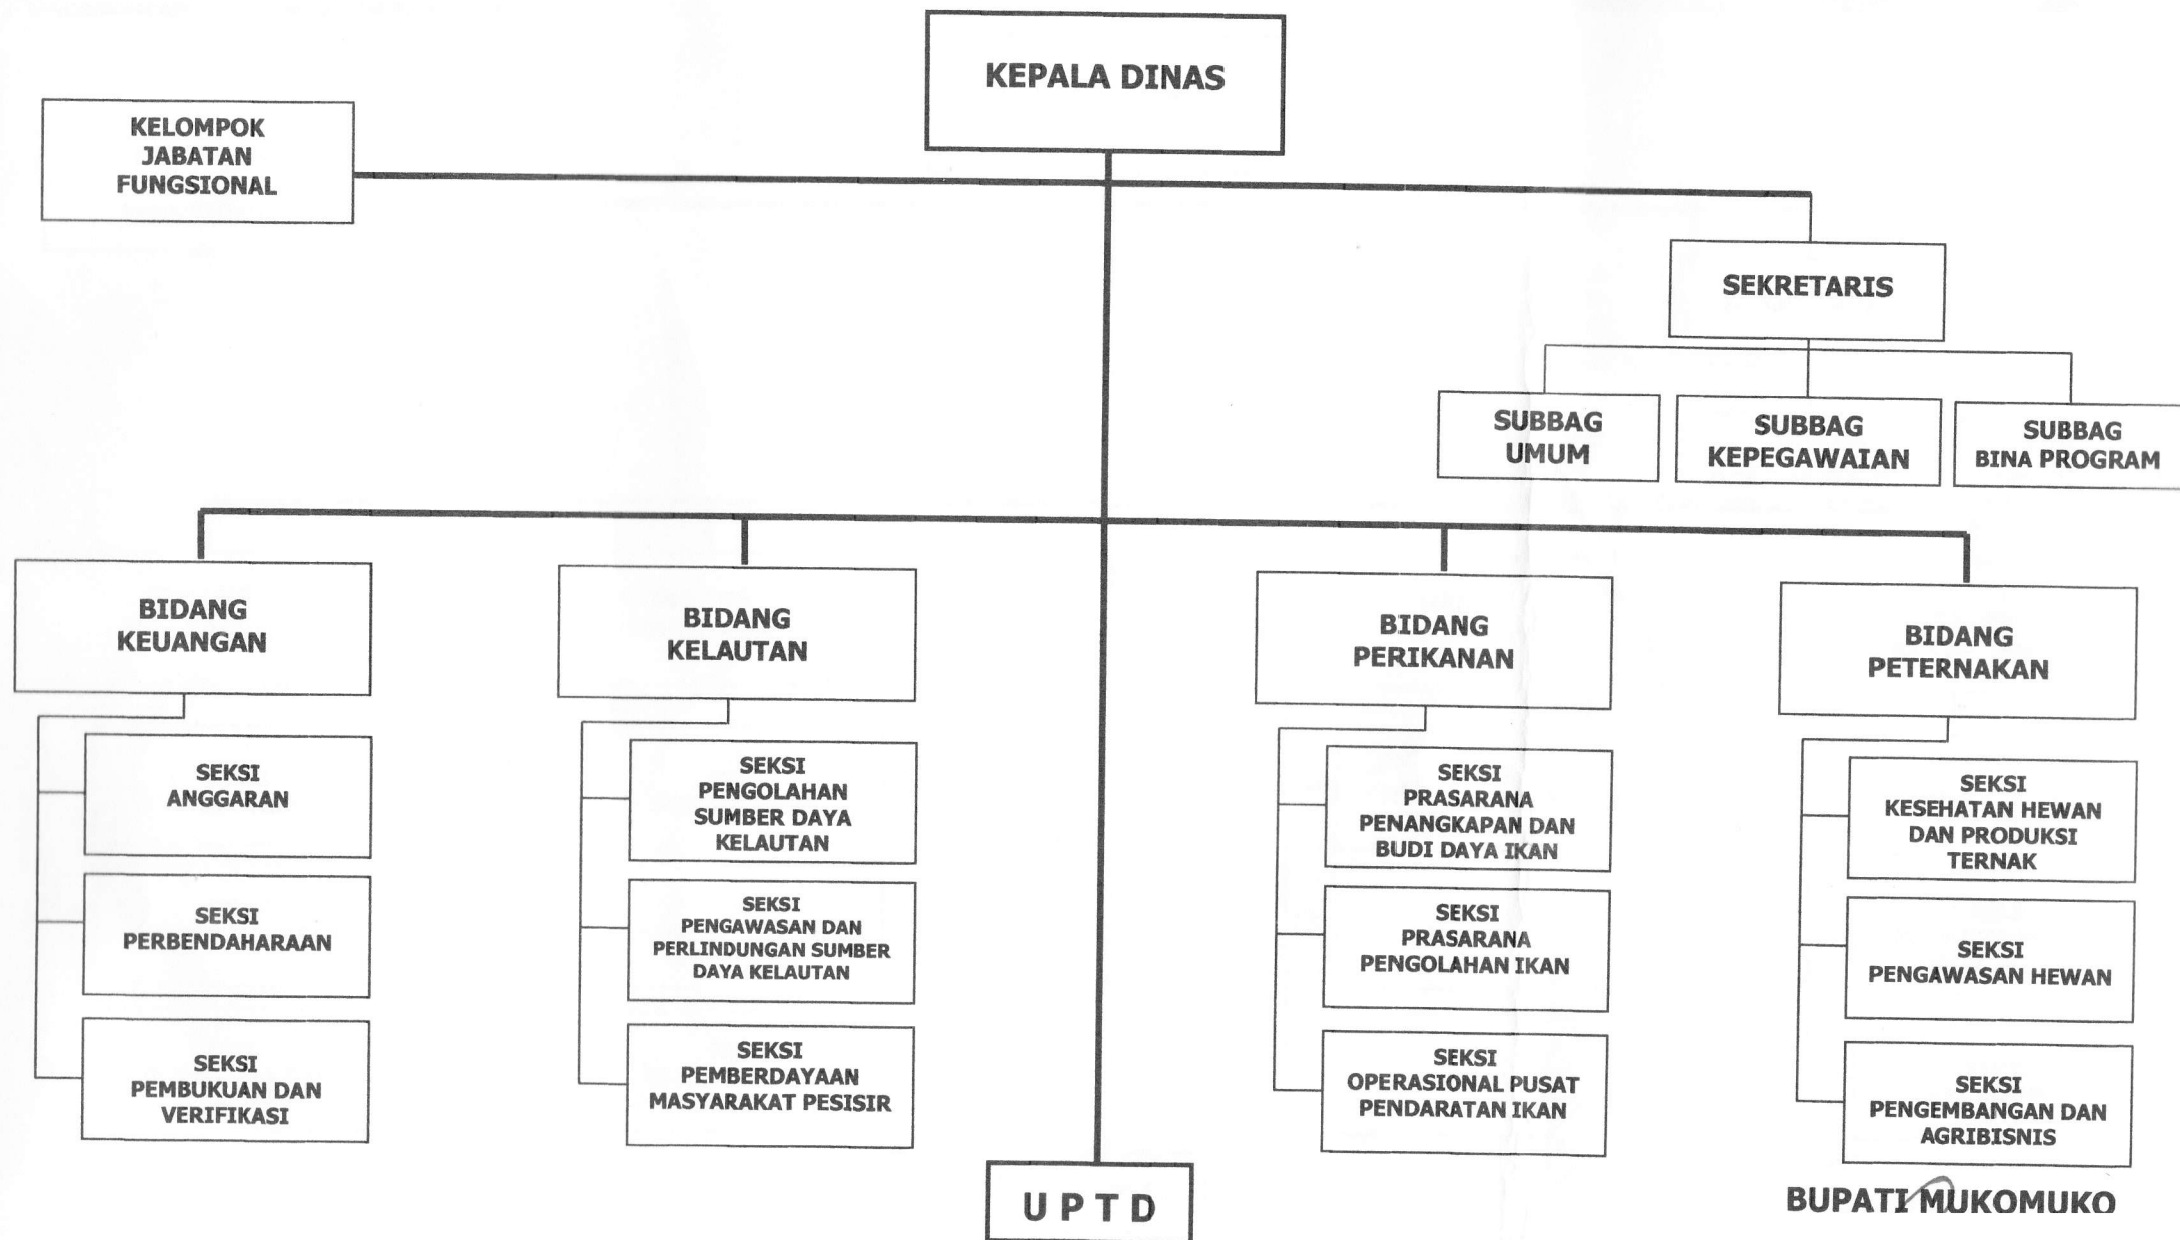 KEPALA DINAS
KELOMPOK
JABATAN
FUNGSIONAL
SEKRETARIS
SUBBAG
UMUM
SUBBAG
KEPEGAWAIAN
SUBBAG
BINA PROGRAM
BIDANG
KEUANGAN
SEKSI
ANGGARAN
SEKSI
PERBENDAHARAAN
SEKSI
PEMBUKUAN DAN
VERIFIKASI
BIDANG
KELAUTAN
SEKSI
PENGOLAHAN
SUMBER DAYA
KELAUTAN
SEKSI
PENGAWASAN DAN
PERLINDUNGAN SUMBER
DAYA KELAUTAN
SEKSI
PEMBERDAYAAN
MASYARAKAT PESISIR
BIDANG
PERIKANAN
SEKSI
PRASARANA
PENANGKAPAN DAN
BUDI DAYA IKAN
SEKSI
PRASARANA
PENGOLAHAN IKAN
SEKSI
OPERASIONAL PUSAT
PENDARATAN IKAN
BIDANG
PETERNAKAN
SEKSI
KESEHATAN HEWAN
DAN PRODUKSI
TERNAK
SEKSI
PENGAWASAN HEWAN
SEKSI
PENGEMBANGAN DAN
AGRIBISNIS
U P T D
BUPATI MUKOMUKO